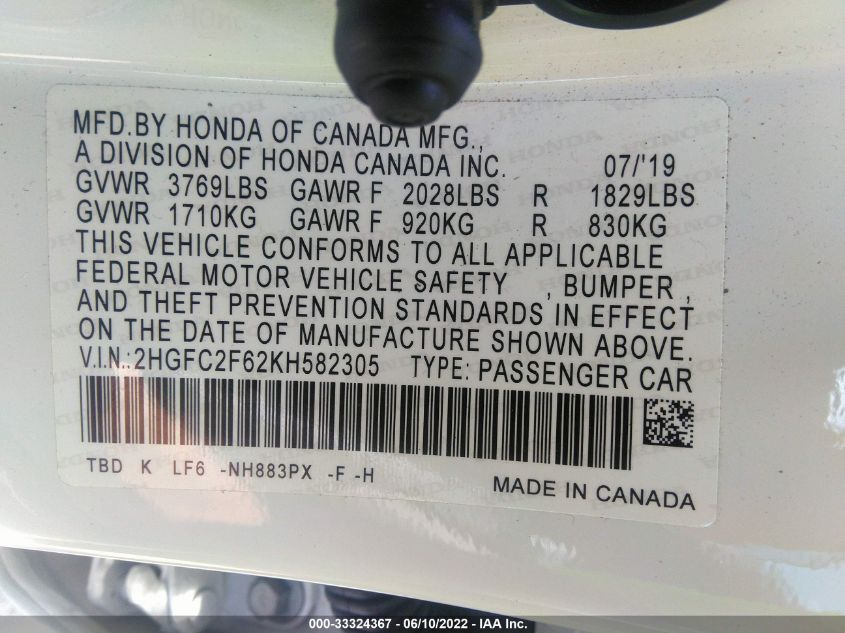 MFD.BY HONDA OF CANADA MFG.,
A DIVISION OF HONDA CANADA INC. 07/'19
GVWR 3769LBS GAWR F 2028LBS R 1829LBS
GVWR 1710KG GAWR F 920KG R 830KG
THIS VEHICLE CONFORMS TO ALL APPLICABLE
FEDERAL MOTOR VEHICLE SAFETY , BUMPER ,
AND THEFT PREVENTION STANDARDS IN EFFECT
ON THE DATE OF MANUFACTURE SHOWN ABOVE.
V.I.N.:2HGFC2F62KH582305 TYPE: PASSENGER CAR
TBD K LF6 -NH883PX -F -H
MADE IN CANADA
000-33324367 - 06/10/2022 - IAA Inc.